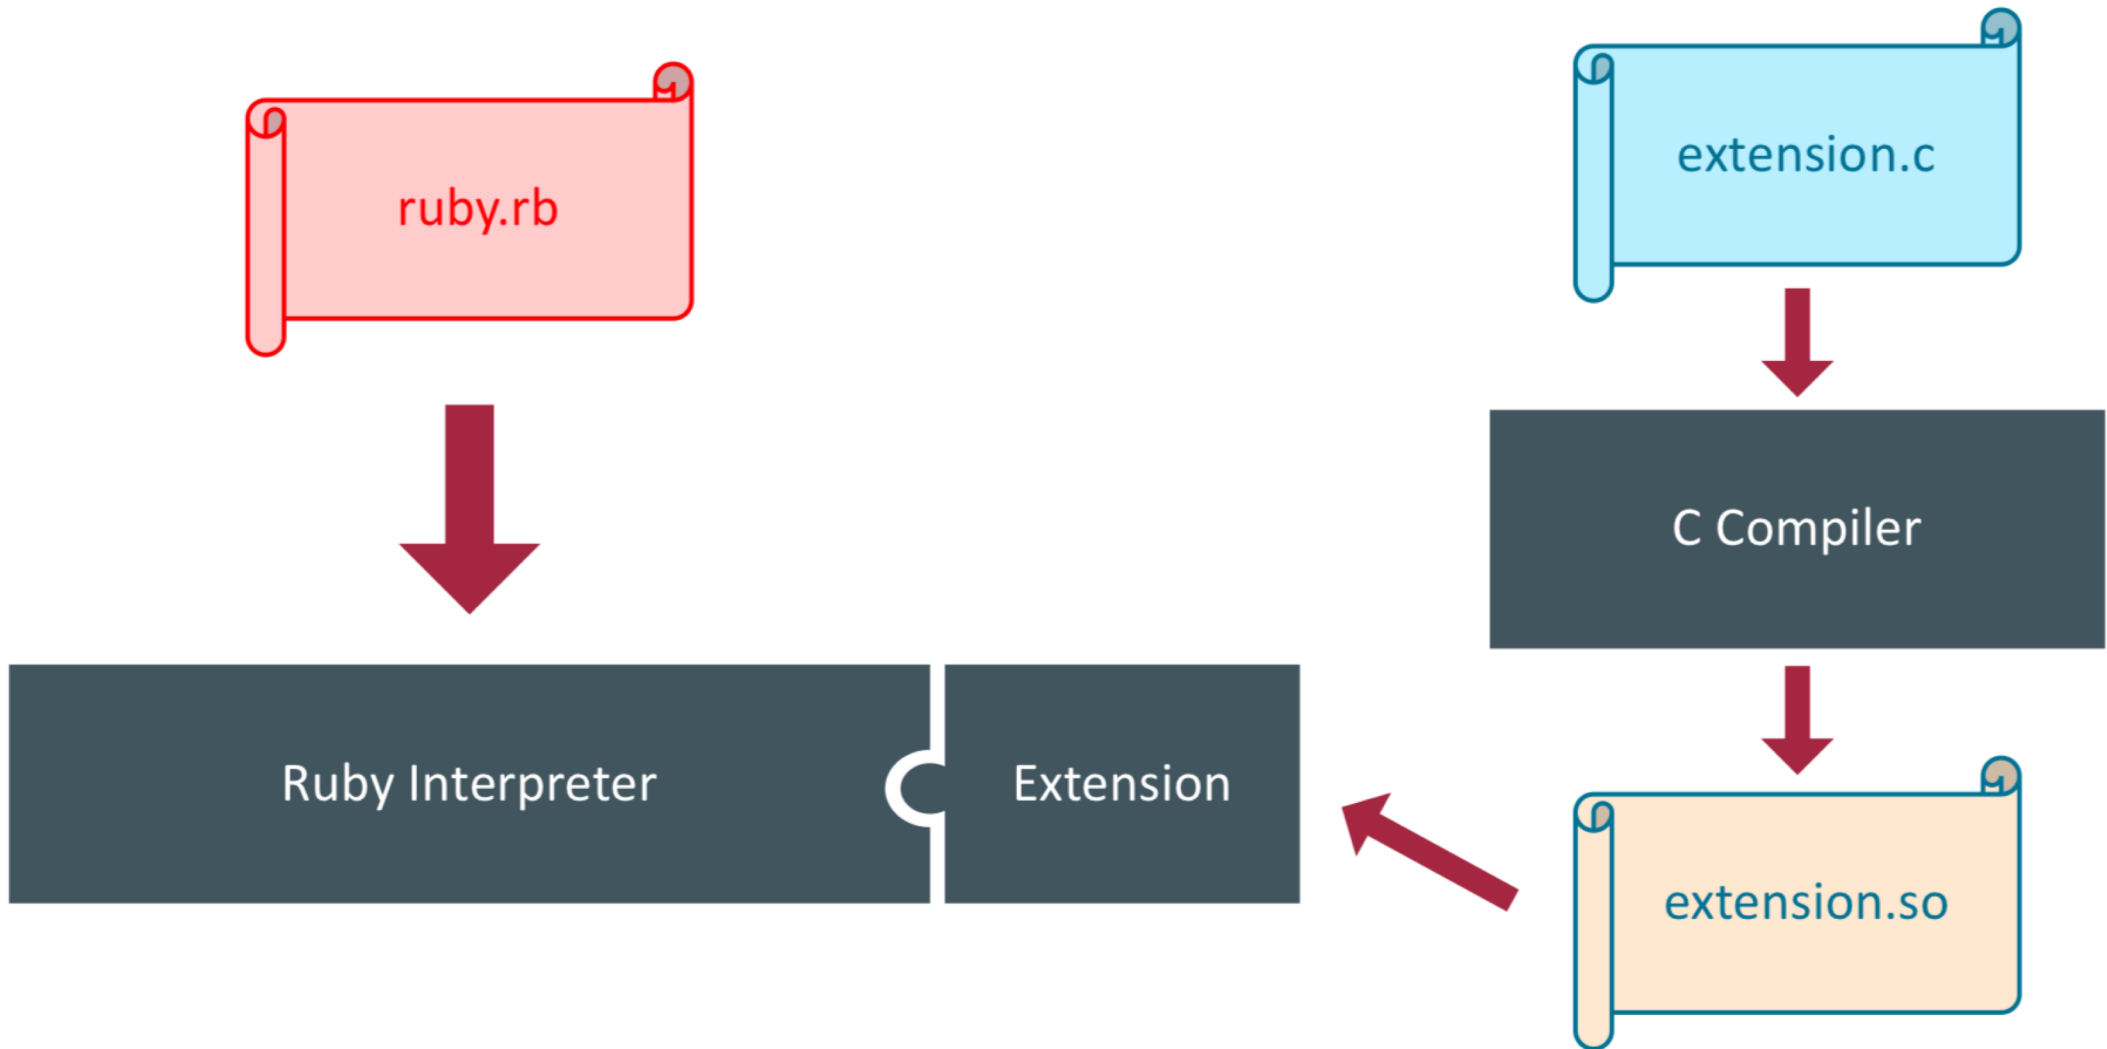 ruby.rb
extension.c
C Compiler
Ruby Interpreter
Extension
extension.so